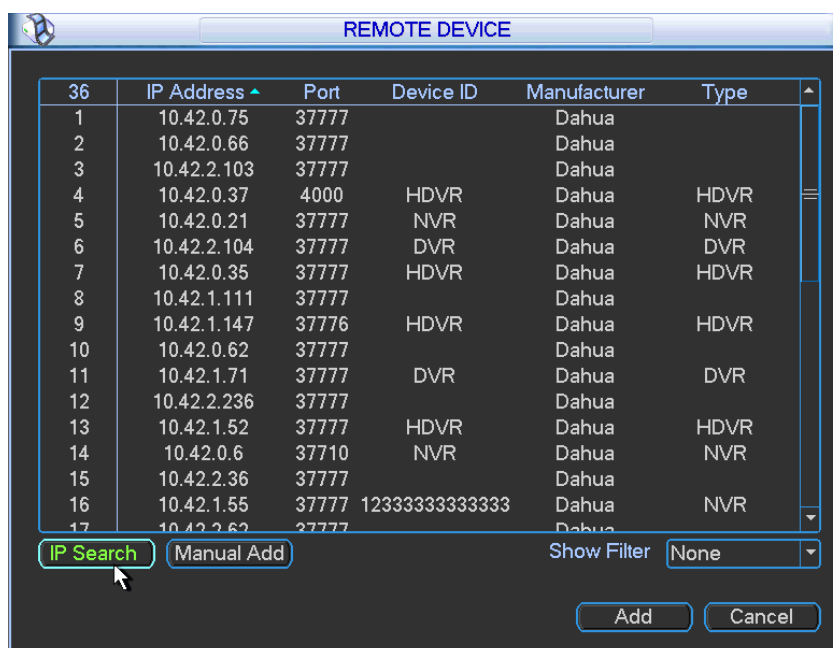 REMOTE DEVICE
36 IP Address Port Device ID Manufacturer Type
1 10.42.0.75 37777 Dahua
2 10.42.0.66 37777 Dahua
3 10.42.2.103 37777 Dahua
4 10.42.0.37 4000 HDVR Dahua HDVR
5 10.42.0.21 37777 NVR Dahua NVR
6 10.42.2.104 37777 DVR Dahua DVR
7 10.42.0.35 37777 HDVR Dahua HDVR
8 10.42.1.111 37777 Dahua
9 10.42.1.147 37776 HDVR Dahua HDVR
10 10.42.0.62 37777 Dahua
11 10.42.1.71 37777 DVR Dahua DVR
12 10.42.2.236 37777 Dahua
13 10.42.1.52 37777 HDVR Dahua HDVR
14 10.42.0.6 37710 NVR Dahua NVR
15 10.42.2.36 37777 Dahua
16 10.42.1.55 37777 12333333333333 Dahua NVR
17 10.42.2.62 37777 Dahua
IP Search Manual Add Show Filter None
Add Cancel